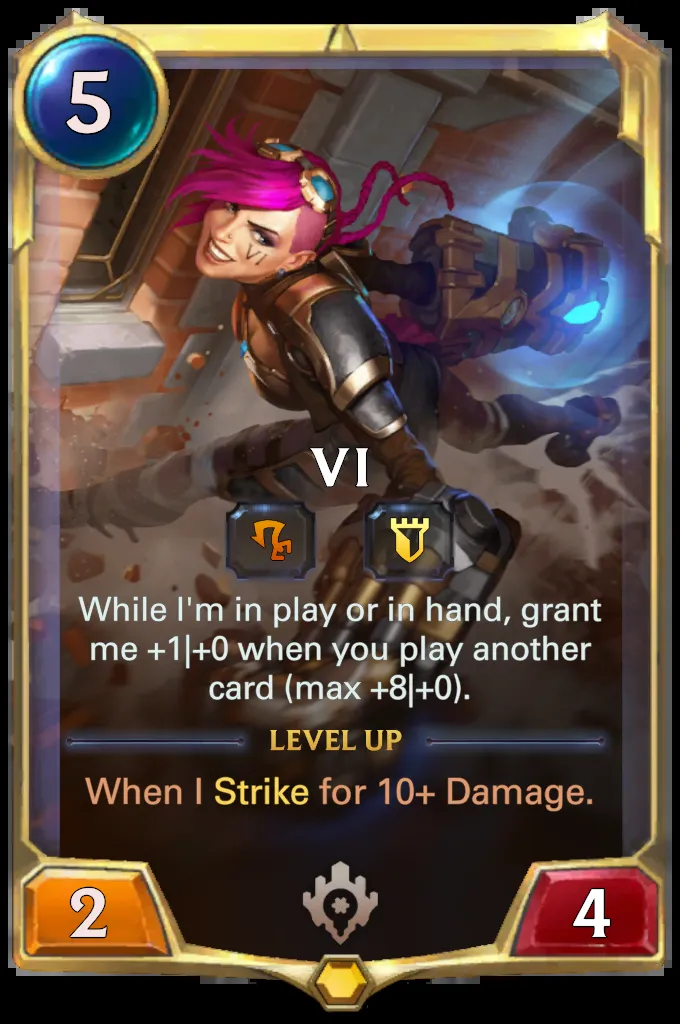 5
VI
VI
While I'm in play or in hand, grant
me +1|+0 when you play another
card (max +8|+0).
LEVEL UP
When I Strike for 10+ Damage.
2
4